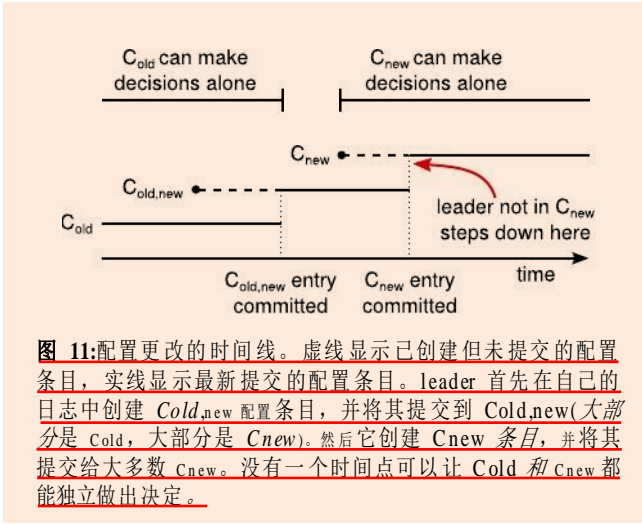 Cold can make
decisions alone
Cnew can make
decisions alone
Cnew
Cold,new
Cold
leader not in Cnew
steps down here
Cold,new entry
committed
Cnew entry
committed
time
图 11:配置更改的时间线。虚线显示已创建但未提交的配置
条目，实线显示最新提交的配置条目。leader 首先在自己的
日志中创建 Cold,new 配置条目，并将其提交到 Cold,new(大部
分是 Cold，大部分是 Cnew)。然后它创建 Cnew 条目，并将其
提交给大多数 Cnew。没有一个时间点可以让 Cold 和 Cnew 都
能独立做出决定。